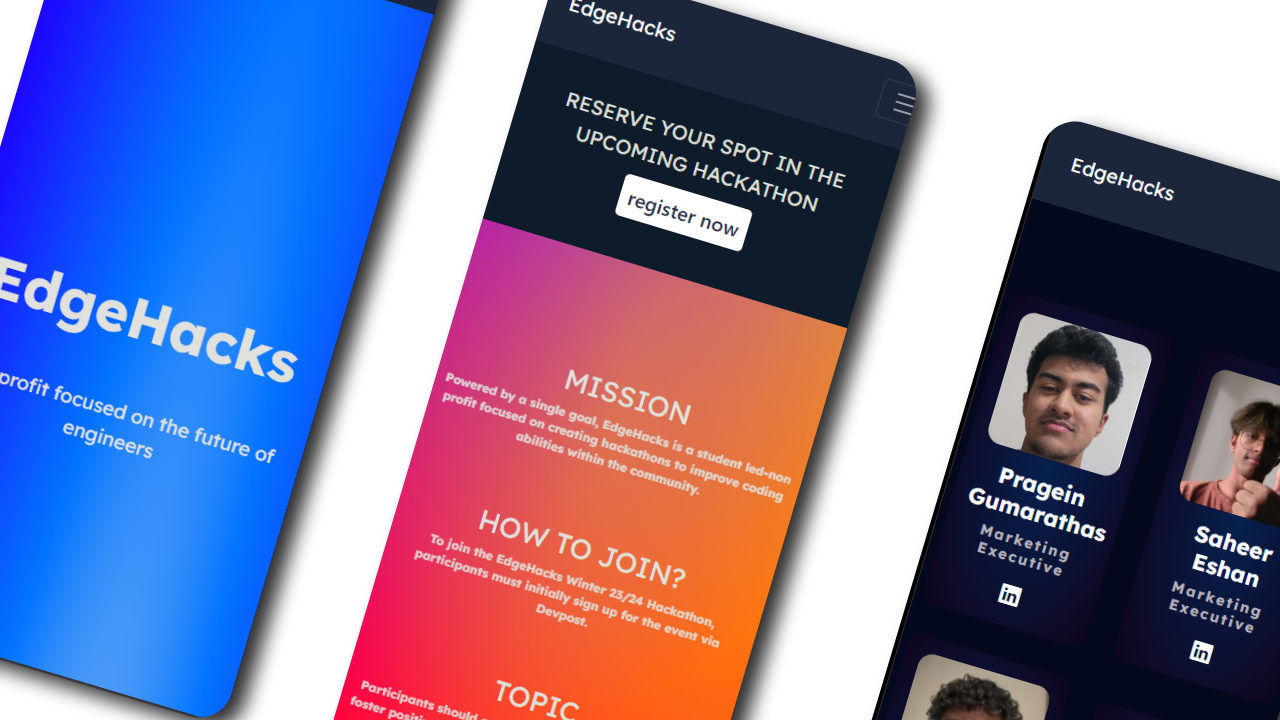 EdgeHacks
profit focused on the future of
engineers
EdgeHacks
RESERVE YOUR SPOT IN THE
UPCOMING HACKATHON
register now
MISSION
Powered by a single goal, EdgeHacks is a student led-non
profit focused on creating hackathons to improve coding
abilities within the community.
HOW TO JOIN?
To join the EdgeHacks Winter 23/24 Hackathon,
participants must initially sign up for the event via
Devpost.
TOPIC
Participants should
foster
EdgeHacks
Pragein
Gumarathas
Marketing
Executive
in
Saheer
Eshan
Marketing
Executive
in